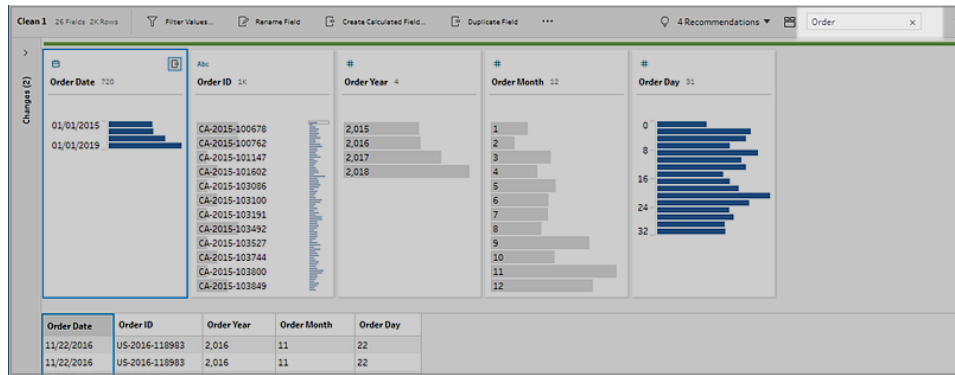 Clean 1 26 Fields 2K Rows Filter Values... Rename Field Create Calculated Field... Duplicate Field ... 4 Recommendations Order ×
Changes (2)
Order Date 720
01/01/2015
01/01/2019
Abc
Order ID 1K
CA-2015-100678
CA-2015-100762
CA-2015-101147
CA-2015-101602
CA-2015-103086
CA-2015-103100
CA-2015-103191
CA-2015-103492
CA-2015-103527
CA-2015-103744
CA-2015-103800
CA-2015-103849
#
Order Year 4
2,015
2,016
2,017
2,018
#
Order Month 12
1
2
3
4
5
6
7
8
9
10
11
12
#
Order Day 31
0
8
16
24
32
Order Date Order ID Order Year Order Month Order Day
11/22/2016 US-2016-118983 2,016 11 22
11/22/2016 US-2016-118983 2,016 11 22